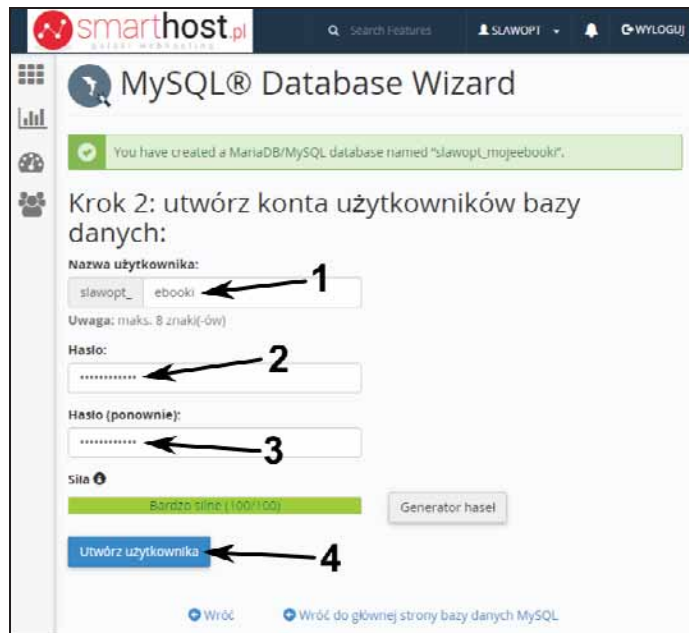 smarthost.pl
polski webhosting
Search Features
SLAWOPT
WYLOGUJ
MySQL® Database Wizard
You have created a MariaDB/MySQL database named "slawopt_mojeebooki".
Krok 2: utwórz konta użytkowników bazy
danych:
Nazwa użytkownika:
1
slawopt_ ebooki
Uwaga: maks. 8 znaki(-ów)
Hasło:
2
············
Hasło (ponownie):
············
3
Siła
Bardzo silne (100/100)
Generator haseł
Utwórz użytkownika
4
Wróć
Wróć do głównej strony bazy danych MySQL